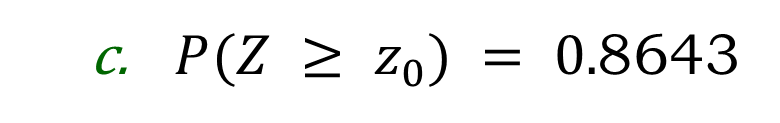 c. P(Z ≥ z₀) = 0.8643